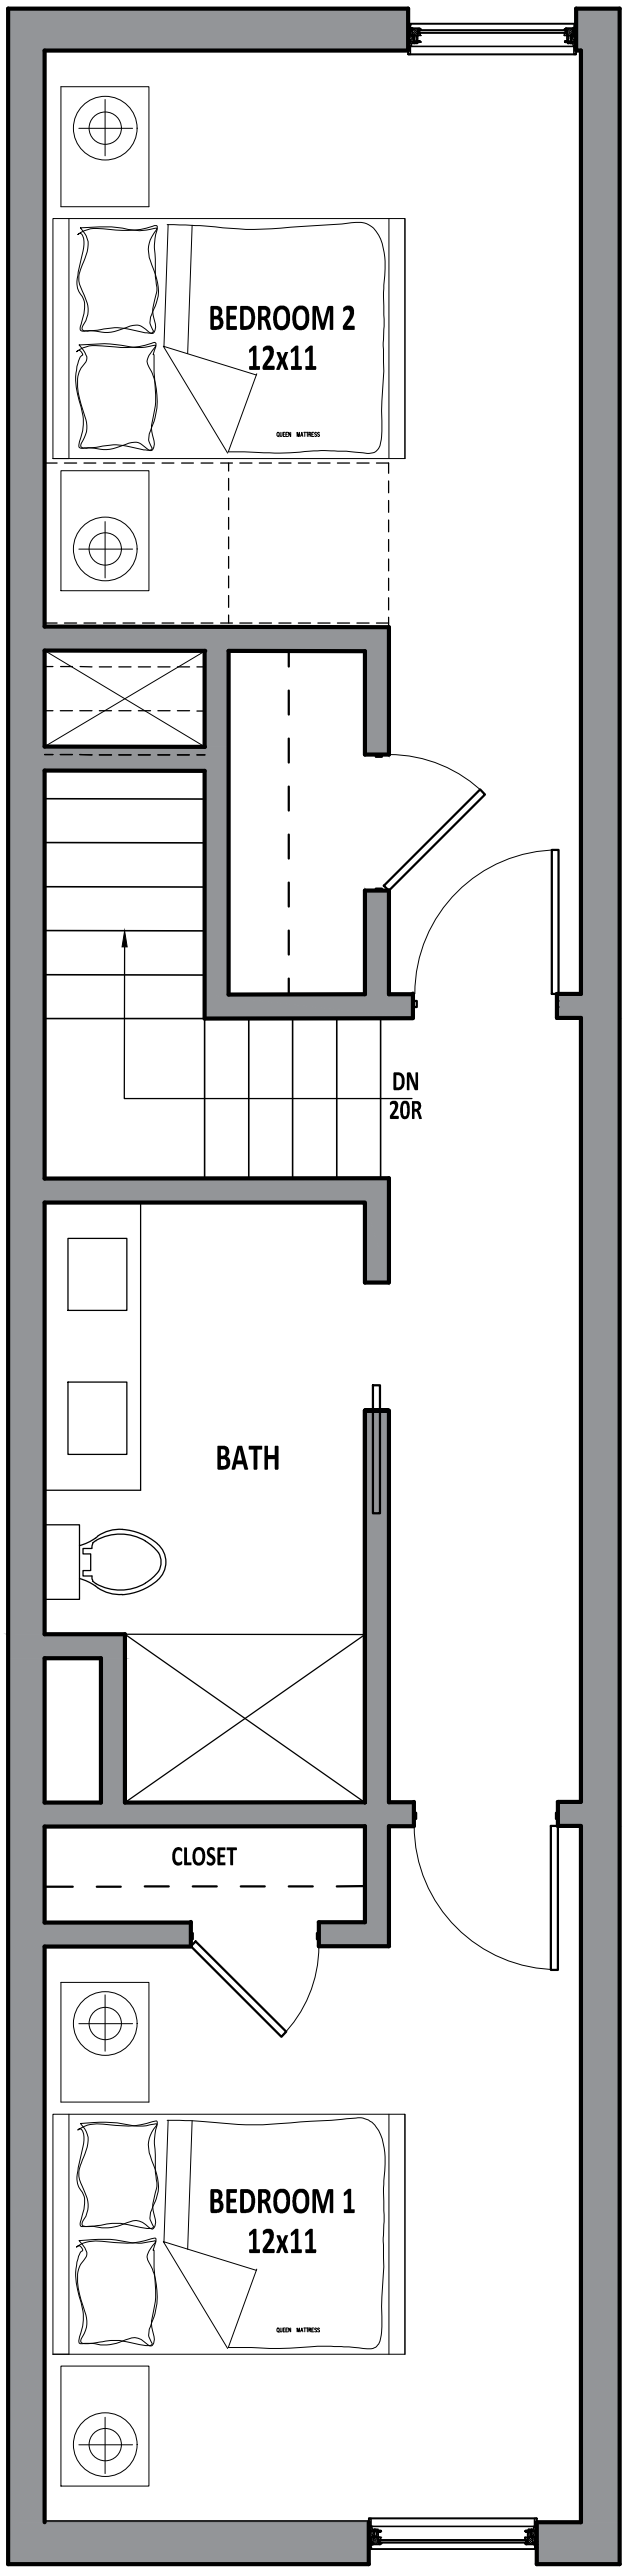 BEDROOM 2
12x11
QUEEN MATTRESS
DN
20R
BATH
CLOSET
BEDROOM 1
12x11
QUEEN MATTRESS